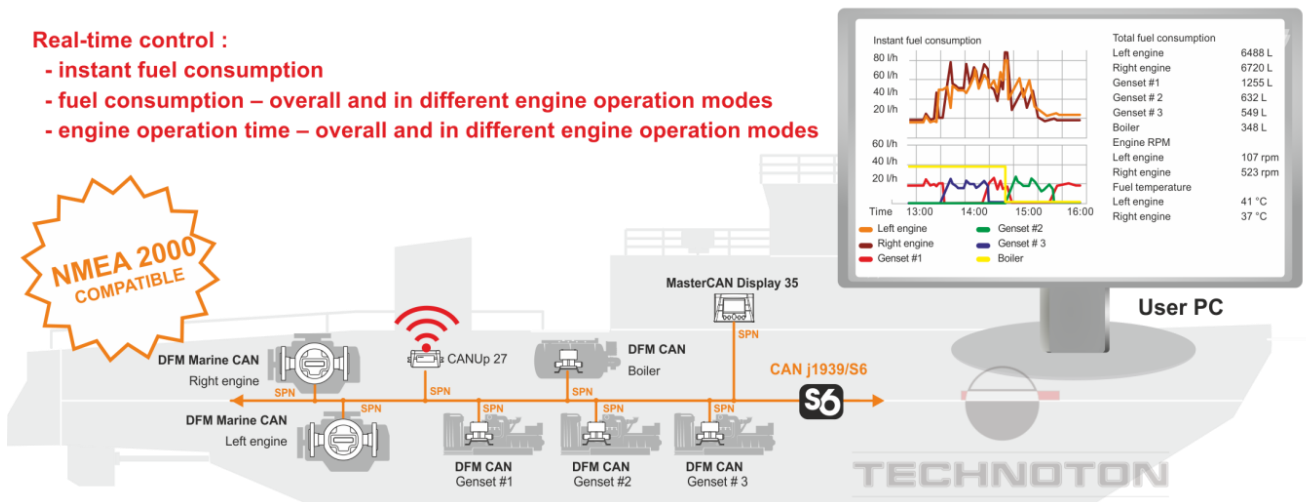 Real-time control :
- instant fuel consumption
- fuel consumption – overall and in different engine operation modes
- engine operation time – overall and in different engine operation modes
NMEA 2000
COMPATIBLE
Instant fuel consumption
80 l/h
60 l/h
40 l/h
20 l/h
60 l/h
40 l/h
20 l/h
Time 13:00 14:00 15:00 16:00
Left engine Genset #2
Right engine Genset # 3
Genset #1 Boiler
Total fuel consumption
Left engine 6488 L
Right engine 6720 L
Genset #1 1255 L
Genset # 2 632 L
Genset # 3 549 L
Boiler 348 L
Engine RPM
Left engine 107 rpm
Right engine 523 rpm
Fuel temperature
Left engine 41 °C
Right engine 37 °C
User PC
MasterCAN Display 35
SPN
DFM Marine CAN
Right engine
SPN
CANUp 27
SPN
DFM CAN
Boiler
SPN
CAN j1939/S6
S6
DFM Marine CAN
Left engine
SPN
SPN
SPN
SPN
DFM CAN
Genset #1
DFM CAN
Genset #2
DFM CAN
Genset # 3
TECHNOTON